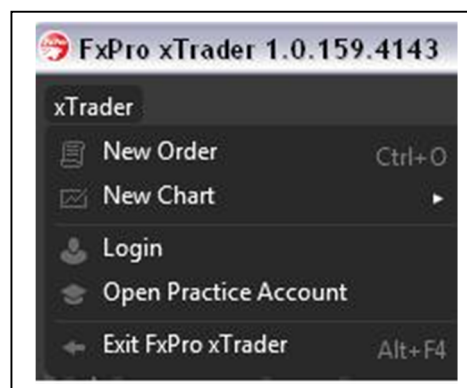 FxPro xTrader 1.0.159.4143
xTrader
New Order Ctrl+O
New Chart
Login
Open Practice Account
Exit FxPro xTrader Alt+F4